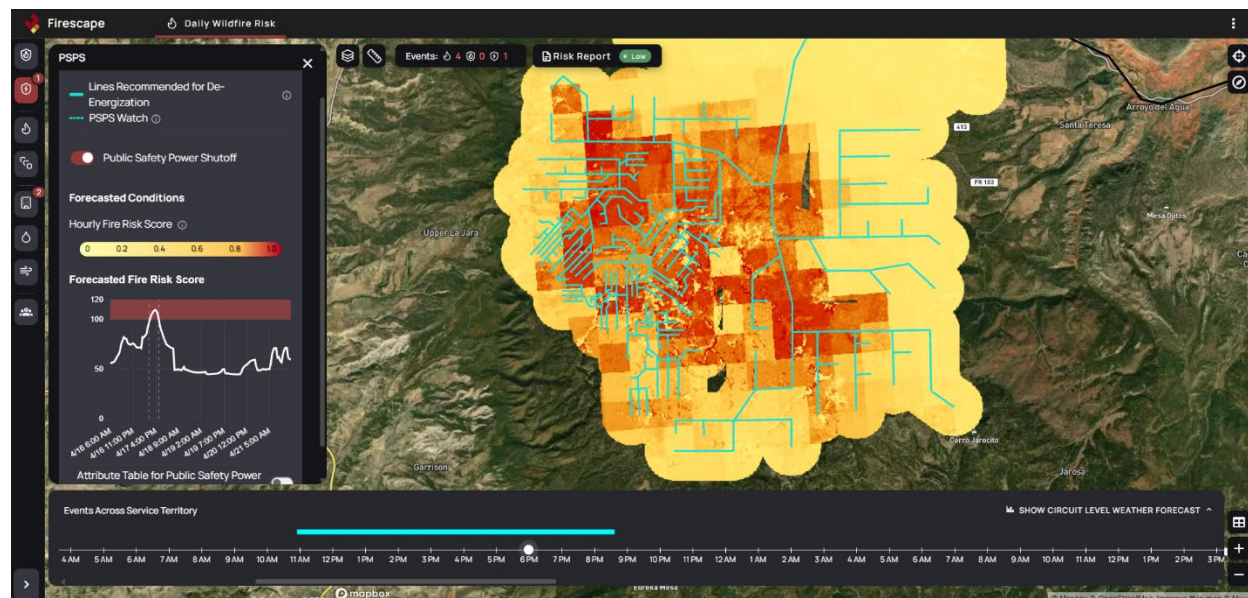 Firescape
Daily Wildfire Risk
PSPS
Events: 4 0 1
Risk Report
Low
1
2
Lines Recommended for De-
Energization
PSPS Watch
Public Safety Power Shutoff
Forecasted Conditions
Hourly Fire Risk Score
0 0.2 0.4 0.6 0.8 1.0
Forecasted Fire Risk Score
120
100
50
0
4/16 6:00 AM
4/16 11:00 PM
4/17 4:00 PM
4/18 9:00 AM
4/19 2:00 AM
4/19 7:00 PM
4/20 12:00 PM
4/21 5:00 AM
Attribute Table for Public Safety Power
Arroyo del Agua
Santa Teresa
413
FR 103
Mesa Ojitos
Upper La Jara
Cerro Jarocito
Garrison
Jarosa
Events Across Service Territory
SHOW CIRCUIT LEVEL WEATHER FORECAST
4 AM 5 AM 6 AM 7 AM 8 AM 9 AM 10 AM 11 AM 12 PM 1 PM 2 PM 3 PM 4 PM 5 PM 6 PM 7 PM 8 PM 9 PM 10 PM 11 PM 12 AM 1 AM 2 AM 3 AM 4 AM 5 AM 6 AM 7 AM 8 AM 9 AM 10 AM 11 AM 12 PM 1 PM 2 PM 3 PM
mapbox
Eureka Mesa